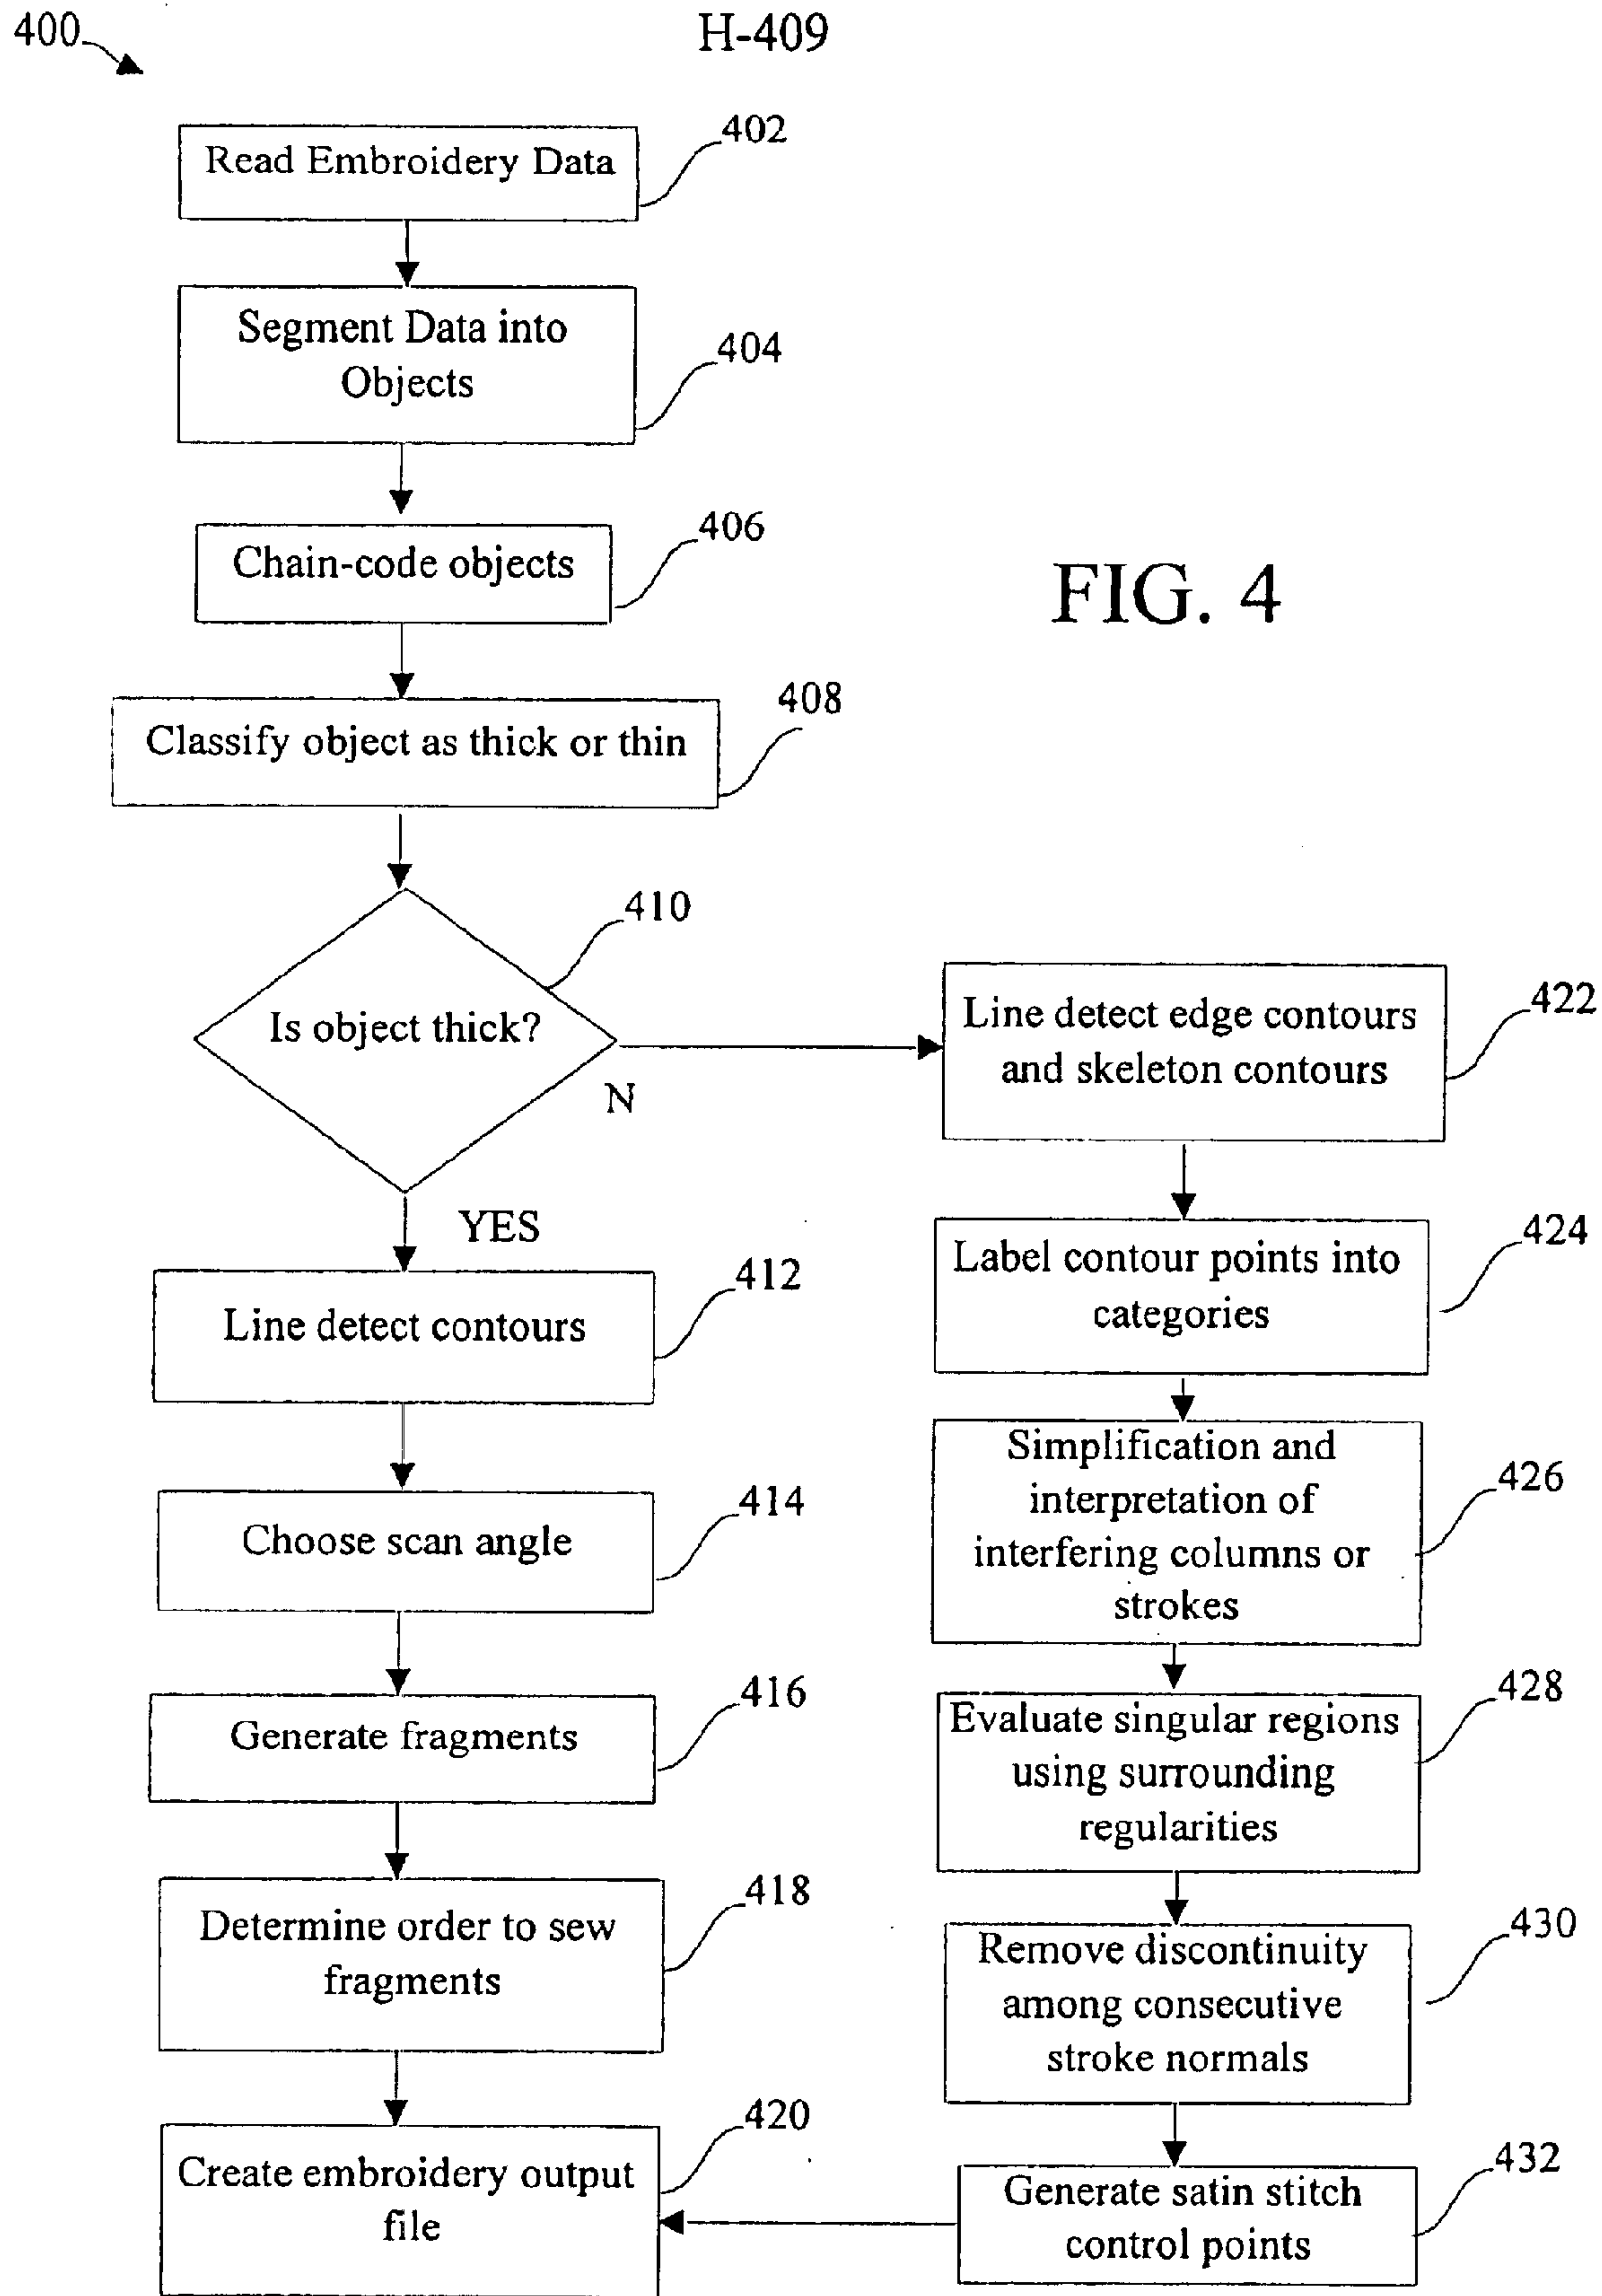 400
H-409
402
Read Embroidery Data
Segment Data into
Objects
404
406
Chain-code objects
FIG. 4
408
Classify object as thick or thin
410
Is object thick?
N
YES
412
Line detect contours
414
Choose scan angle
416
Generate fragments
418
Determine order to sew
fragments
420
Create embroidery output
file
422
Line detect edge contours
and skeleton contours
424
Label contour points into
categories
426
Simplification and
interpretation of
interfering columns or
strokes
428
Evaluate singular regions
using surrounding
regularities
430
Remove discontinuity
among consecutive
stroke normals
432
Generate satin stitch
control points